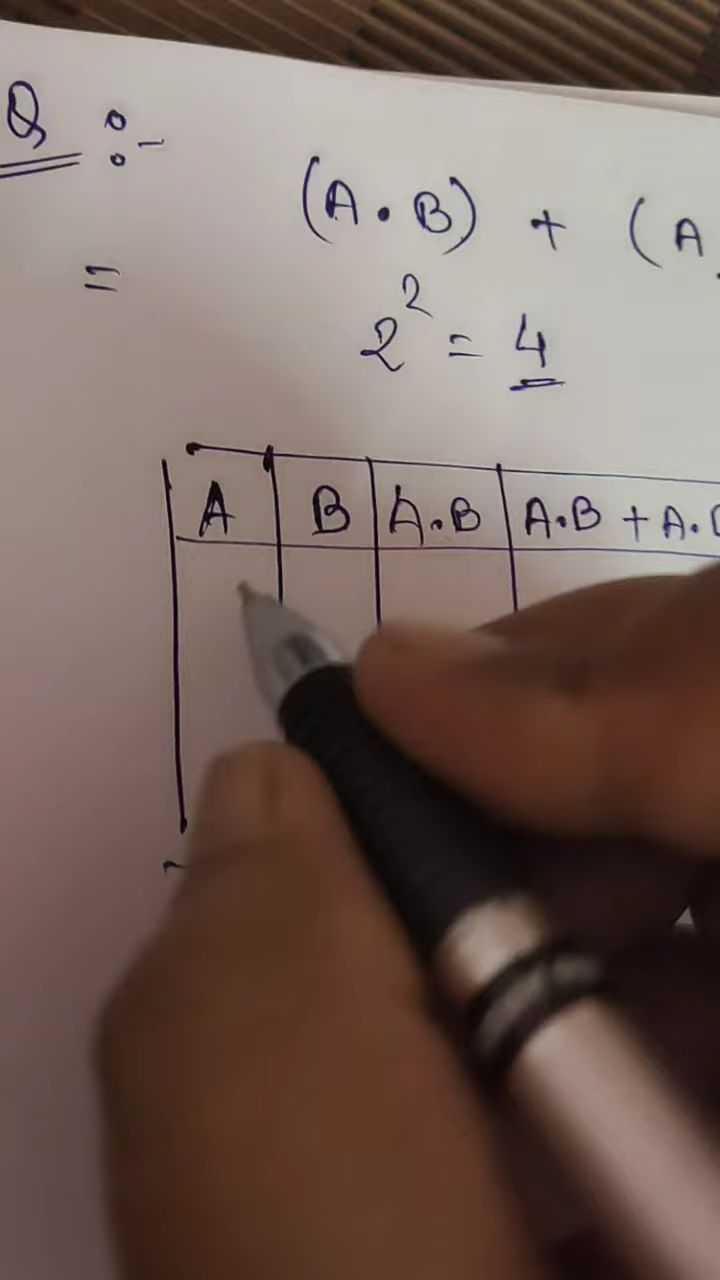 Q :-
(A . B) + (A .
=
2² = 4
A B A.B A.B + A.